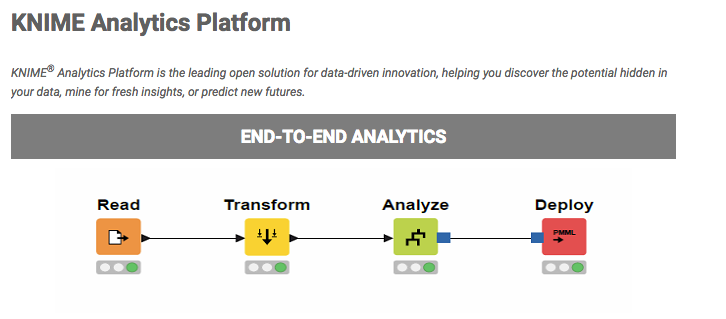 KNIME Analytics Platform
KNIME® Analytics Platform is the leading open solution for data-driven innovation, helping you discover the potential hidden in
your data, mine for fresh insights, or predict new futures.
END-TO-END ANALYTICS
Read Transform Analyze Deploy
PMML